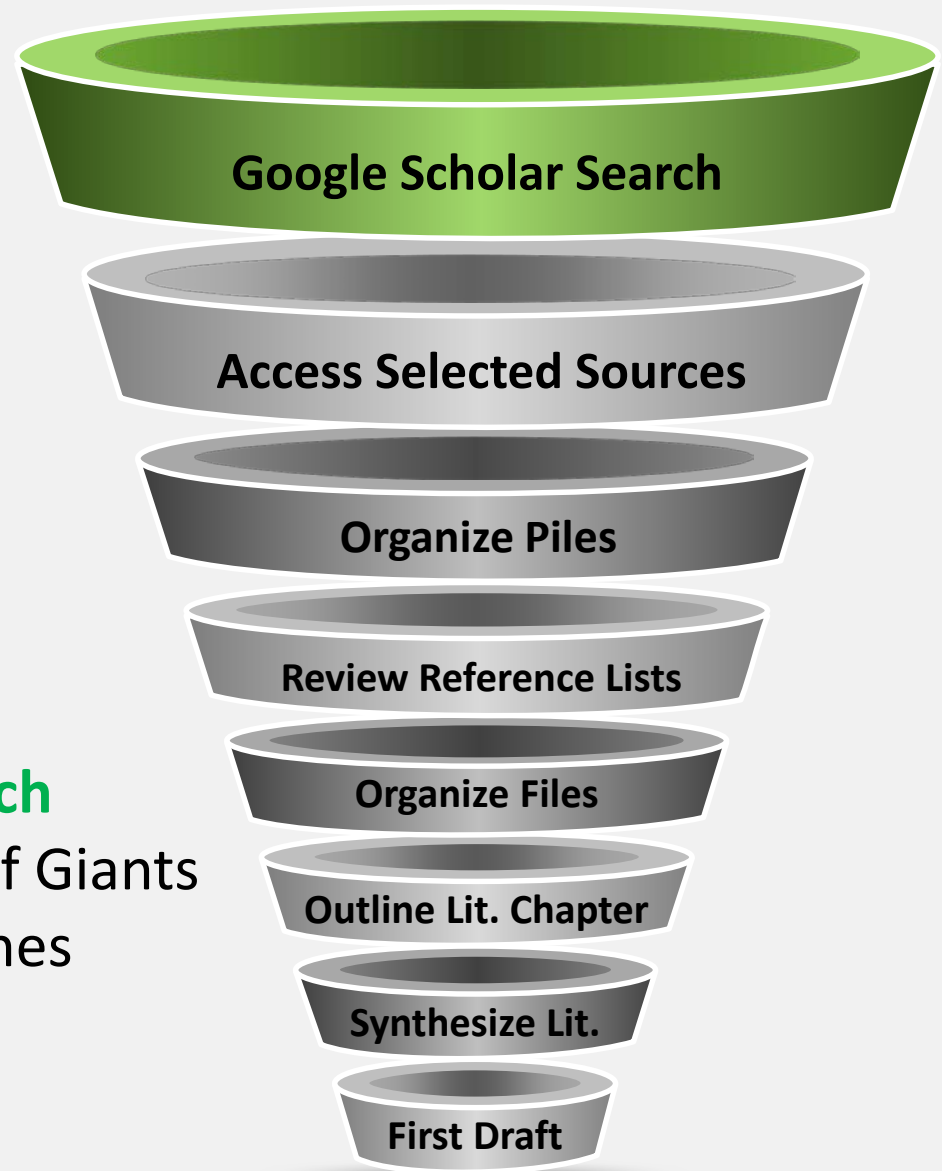 Google Scholar Search
Access Selected Sources
Organize Piles
Review Reference Lists
Organize Files
Outline Lit. Chapter
Synthesize Lit.
First Draft
ch
f Giants
nes